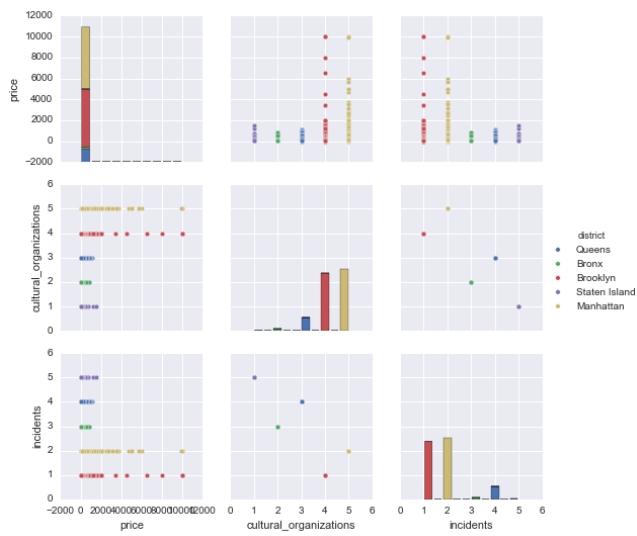 12000
10000
8000
6000
4000
2000
0
−2000
price
6
5
4
3
2
1
0
cultural_organizations
district
Queens
Bronx
Brooklyn
Staten Island
Manhattan
6
5
4
3
2
1
0
incidents
−2000 0 2000 4000 6000 8000 10000 12000
0 1 2 3 4 5 6
0 1 2 3 4 5 6
price
cultural_organizations
incidents